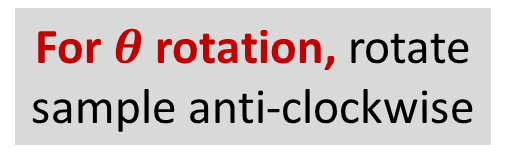 For θ rotation, rotate
sample anti-clockwise